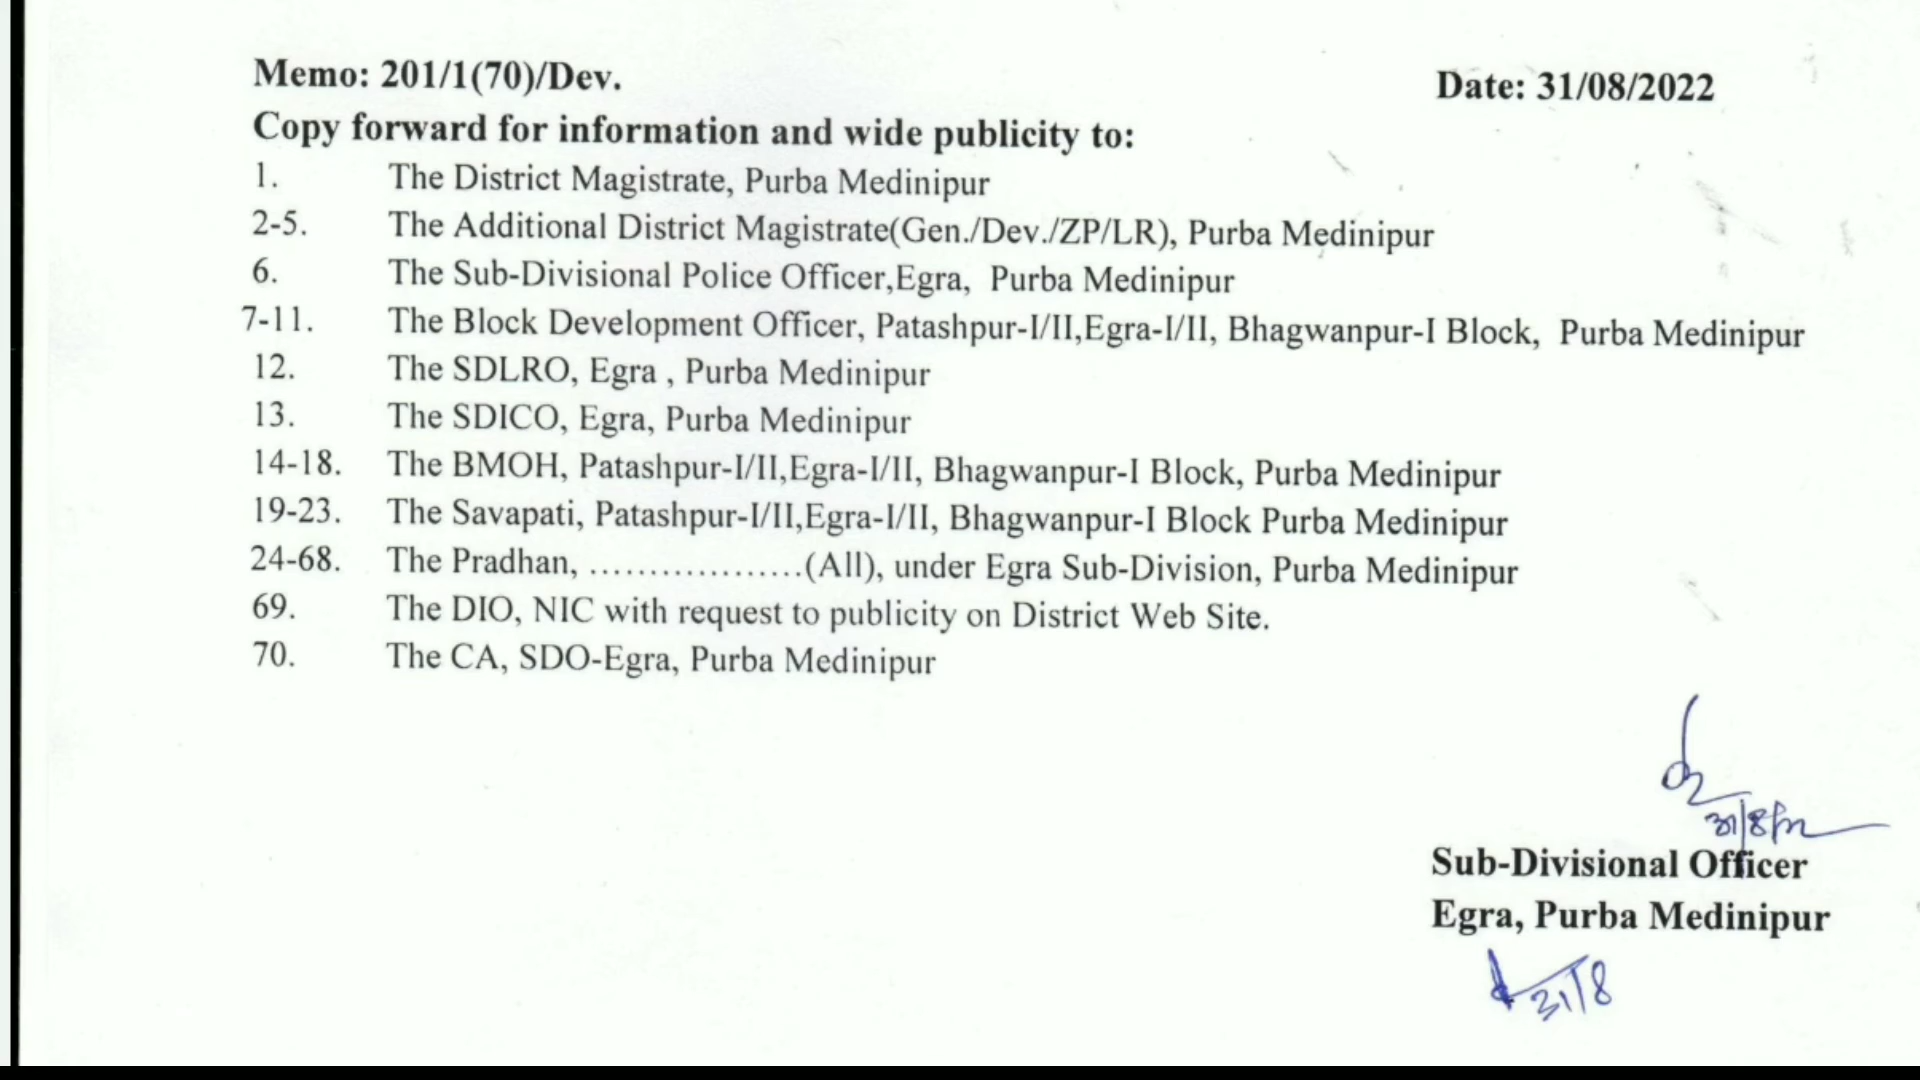 Memo: 201/1(70)/Dev. Date: 31/08/2022
Copy forward for information and wide publicity to:
1. The District Magistrate, Purba Medinipur
2-5. The Additional District Magistrate(Gen./Dev./ZP/LR), Purba Medinipur
6. The Sub-Divisional Police Officer,Egra, Purba Medinipur
7-11. The Block Development Officer, Patashpur-I/II,Egra-I/II, Bhagwanpur-I Block, Purba Medinipur
12. The SDLRO, Egra , Purba Medinipur
13. The SDICO, Egra, Purba Medinipur
14-18. The BMOH, Patashpur-I/II,Egra-I/II, Bhagwanpur-I Block, Purba Medinipur
19-23. The Savapati, Patashpur-I/II,Egra-I/II, Bhagwanpur-I Block Purba Medinipur
24-68. The Pradhan, ..................(All), under Egra Sub-Division, Purba Medinipur
69. The DIO, NIC with request to publicity on District Web Site.
70. The CA, SDO-Egra, Purba Medinipur
Sub-Divisional Officer
Egra, Purba Medinipur